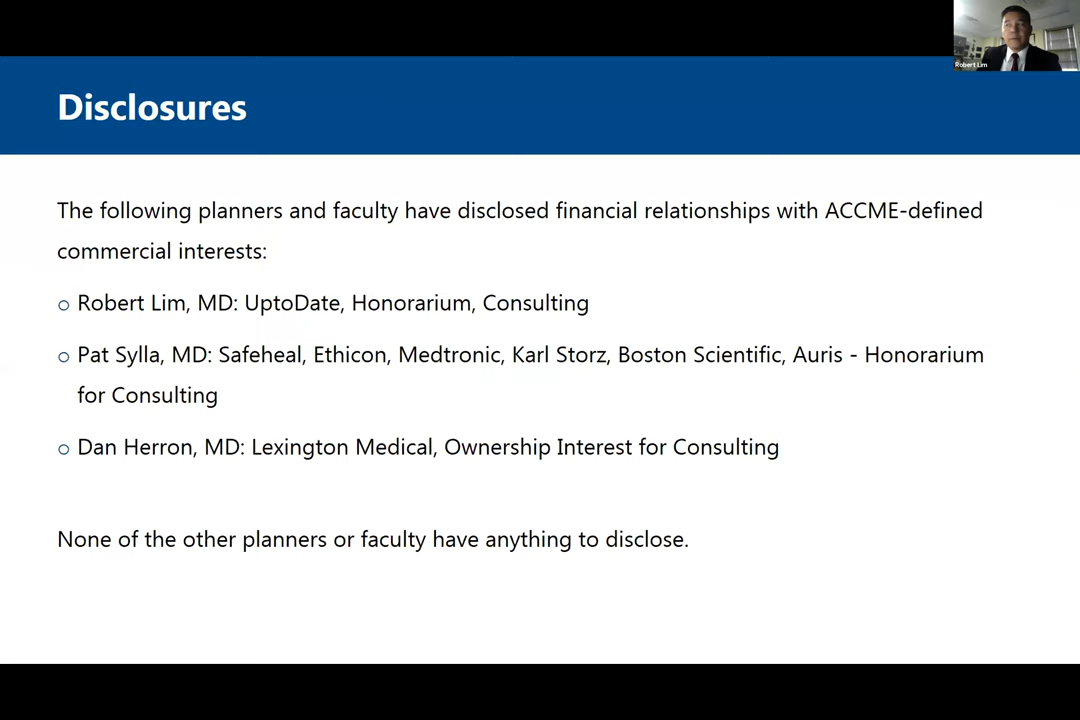 Robert Lim
Disclosures
The following planners and faculty have disclosed financial relationships with ACCME-defined
commercial interests:
o Robert Lim, MD: UptoDate, Honorarium, Consulting
o Pat Sylla, MD: Safeheal, Ethicon, Medtronic, Karl Storz, Boston Scientific, Auris - Honorarium
for Consulting
o Dan Herron, MD: Lexington Medical, Ownership Interest for Consulting
None of the other planners or faculty have anything to disclose.